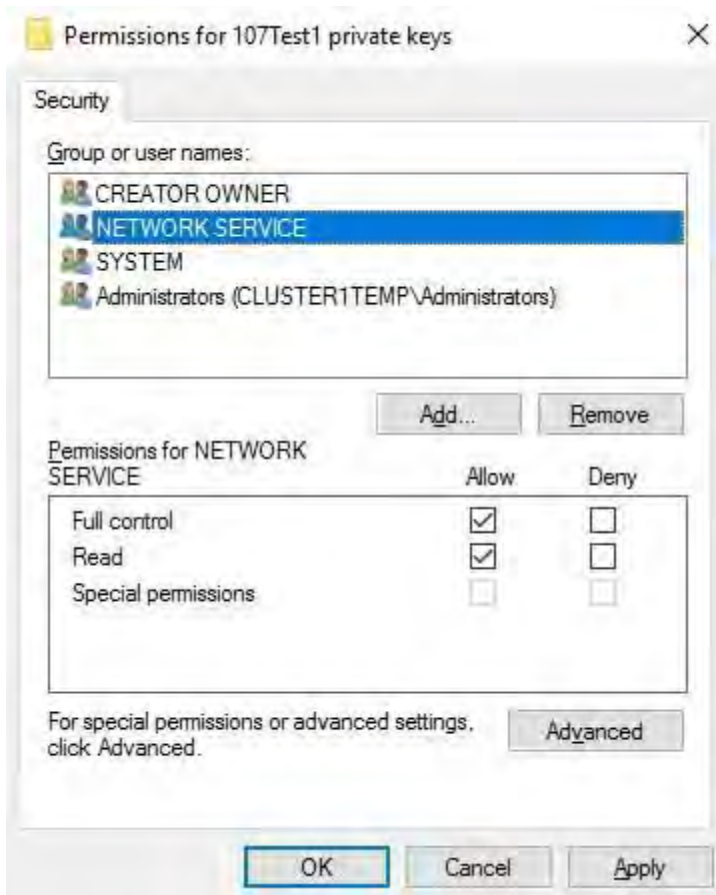 Permissions for 107Test1 private keys
Security
Group or user names:
CREATOR OWNER
NETWORK SERVICE
SYSTEM
Administrators (CLUSTER1TEMP\Administrators)
Add...
Remove
Permissions for NETWORK
SERVICE
Allow
Deny
Full control
Read
Special permissions
For special permissions or advanced settings,
click Advanced.
Advanced
OK
Cancel
Apply